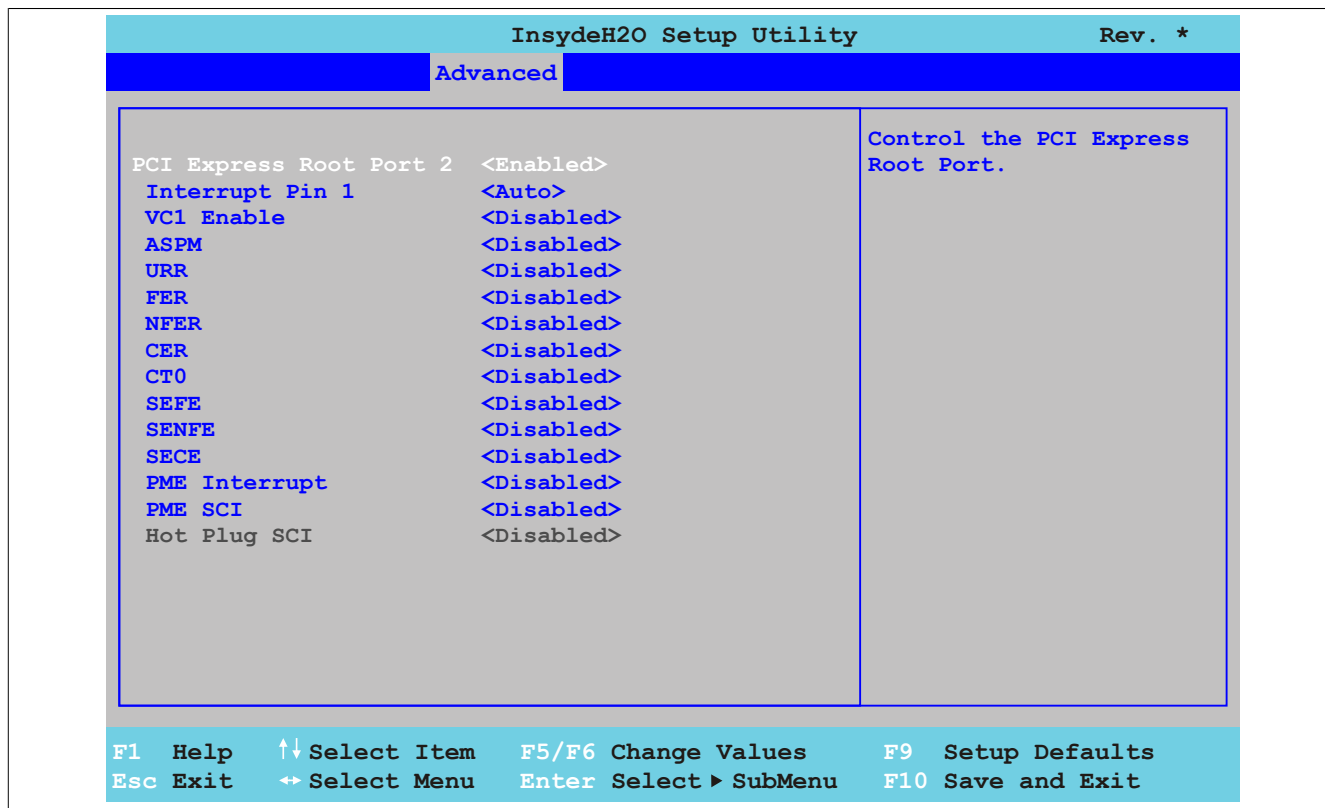 InsydeH2O Setup Utility Rev. *
Advanced
Control the PCI Express
Root Port.
PCI Express Root Port 2 <Enabled>
Interrupt Pin 1 <Auto>
VC1 Enable <Disabled>
ASPM <Disabled>
URR <Disabled>
FER <Disabled>
NFER <Disabled>
CER <Disabled>
CT0 <Disabled>
SEFE <Disabled>
SENFE <Disabled>
SECE <Disabled>
PME Interrupt <Disabled>
PME SCI <Disabled>
Hot Plug SCI <Disabled>
F1 Help ↑↓ Select Item F5/F6 Change Values F9 Setup Defaults
Esc Exit ↔ Select Menu Enter Select ▶ SubMenu F10 Save and Exit